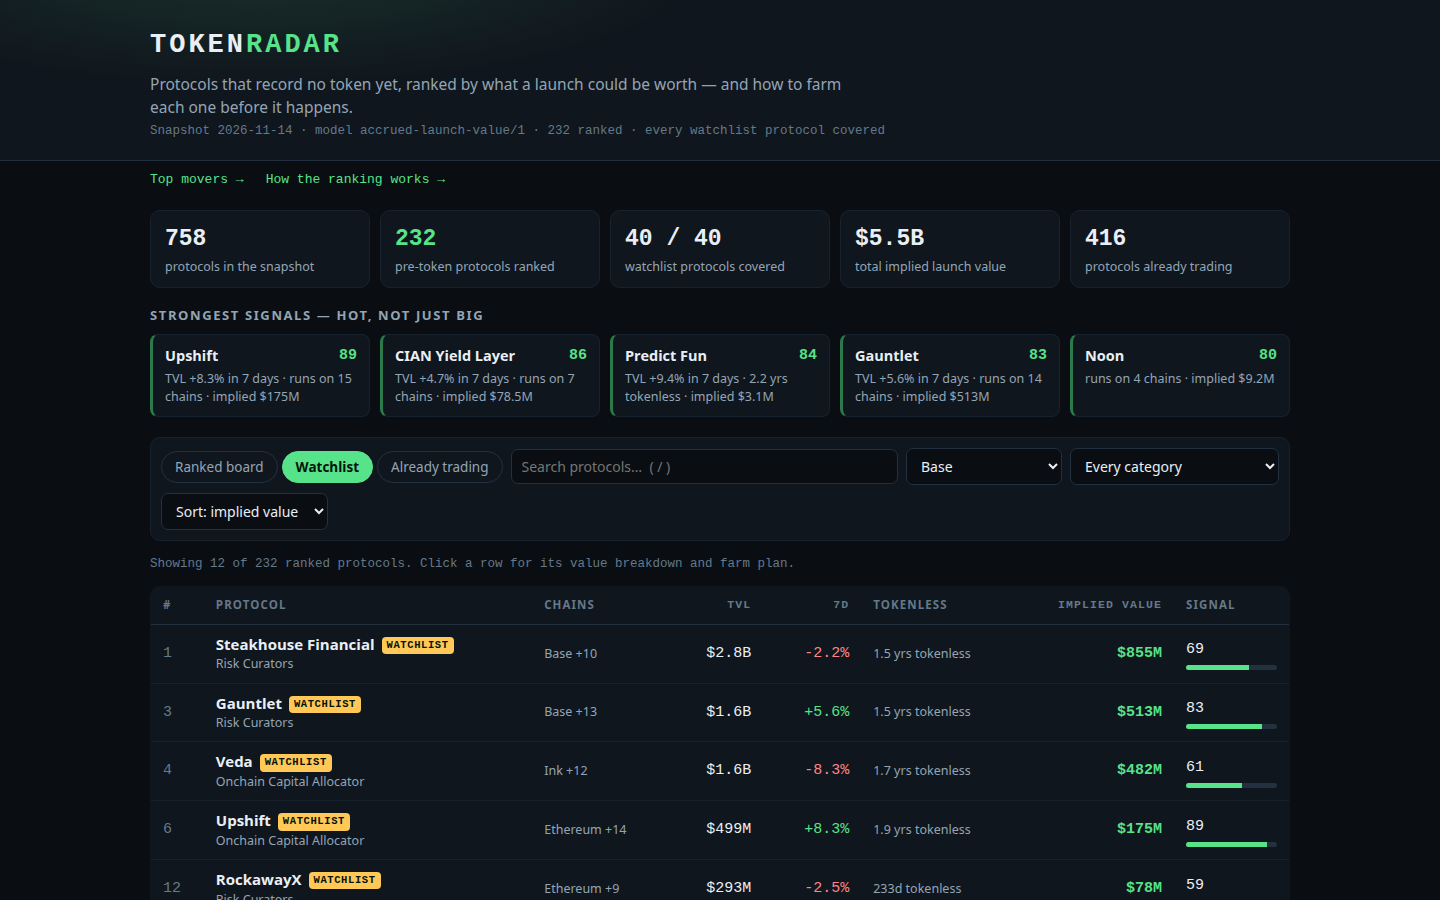 TOKENRADAR
Protocols that record no token yet, ranked by what a launch could be worth — and how to farm
each one before it happens.
Snapshot 2026-11-14 · model accrued-launch-value/1 · 232 ranked · every watchlist protocol covered
Top movers → How the ranking works →
758 232 40 / 40 $5.5B 416
protocols in the snapshot pre-token protocols ranked watchlist protocols covered total implied launch value protocols already trading
STRONGEST SIGNALS — HOT, NOT JUST BIG
Upshift 89 CIAN Yield Layer 86 Predict Fun 84 Gauntlet 83 Noon 80
TVL +8.3% in 7 days · runs on 15 TVL +4.7% in 7 days · runs on 7 TVL +9.4% in 7 days · 2.2 yrs TVL +5.6% in 7 days · runs on 14 runs on 4 chains · implied $9.2M
chains · implied $175M chains · implied $78.5M tokenless · implied $3.1M chains · implied $513M
Ranked board Watchlist Already trading Search protocols... ( / ) Base Every category
Sort: implied value
Showing 12 of 232 ranked protocols. Click a row for its value breakdown and farm plan.
# PROTOCOL CHAINS TVL 7D TOKENLESS IMPLIED VALUE SIGNAL
1 Steakhouse Financial WATCHLIST Base +10 $2.8B -2.2% 1.5 yrs tokenless $855M 69
Risk Curators
3 Gauntlet WATCHLIST Base +13 $1.6B +5.6% 1.5 yrs tokenless $513M 83
Risk Curators
4 Veda WATCHLIST Ink +12 $1.6B -8.3% 1.7 yrs tokenless $482M 61
Onchain Capital Allocator
6 Upshift WATCHLIST Ethereum +14 $499M +8.3% 1.9 yrs tokenless $175M 89
Onchain Capital Allocator
12 RockawayX WATCHLIST Ethereum +9 $293M -2.5% 233d tokenless $78M 59
Risk Curators